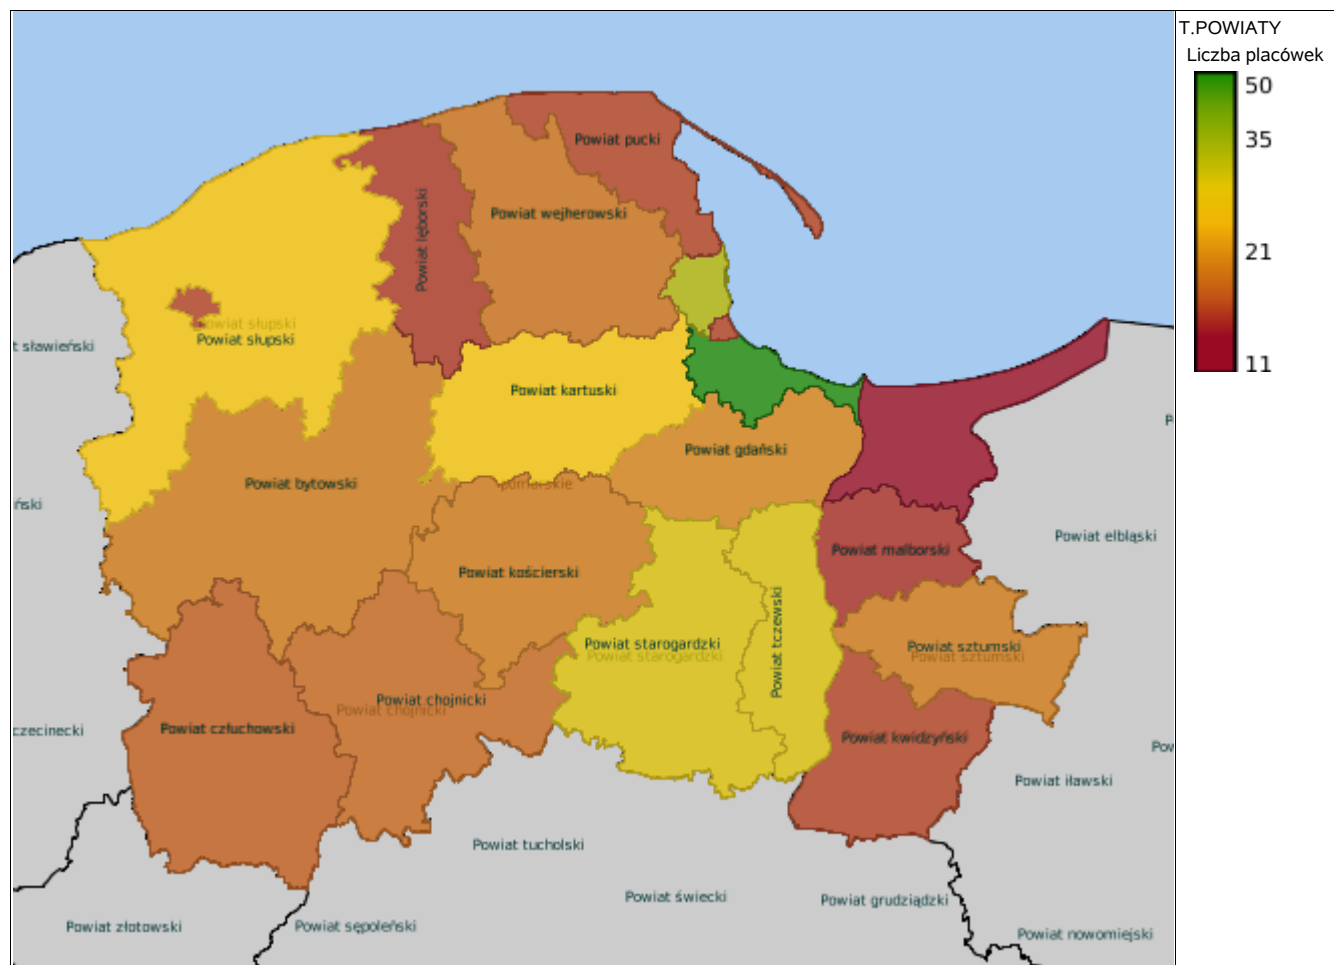 T.POWIATY
Liczba placówek
50
35
21
11
Powiat pucki
Powiat wejherowski
Powiat lęborski
Powiat słupski
Powiat słupski
t sławieński
Powiat kartuski
Powiat gdański
Powiat bytowski
pomorskie
iński
Powiat elbląski
Powiat malborski
Powiat kościerski
Powiat tczewski
Powiat starogardzki
Powiat starogardzki
Powiat sztumski
Powiat sztumski
Powiat chojnicki
Powiat chojnicki
Powiat człuchowski
czecinecki
Powiat kwidzyński
Pow
Powiat iławski
Powiat tucholski
Powiat świecki
Powiat grudziądzki
Powiat złotowski
Powiat sępoleński
Powiat nowomiejski